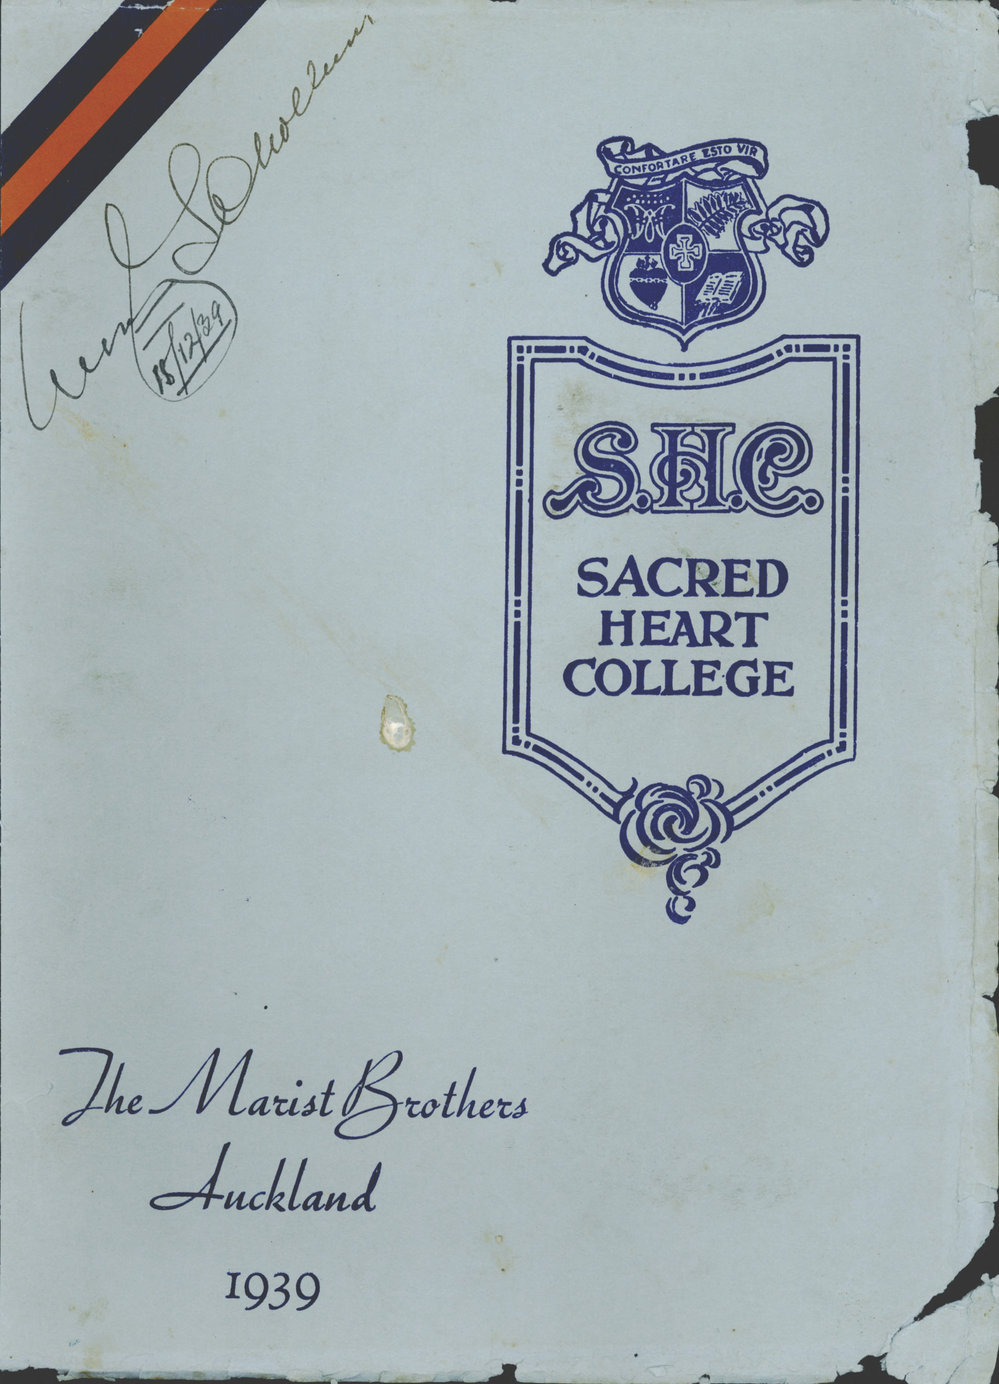 CONFORTARE ESTO VIR
18/12/39
S.H.C.
SACRED
HEART
COLLEGE
The Marist Brothers
Auckland
1939